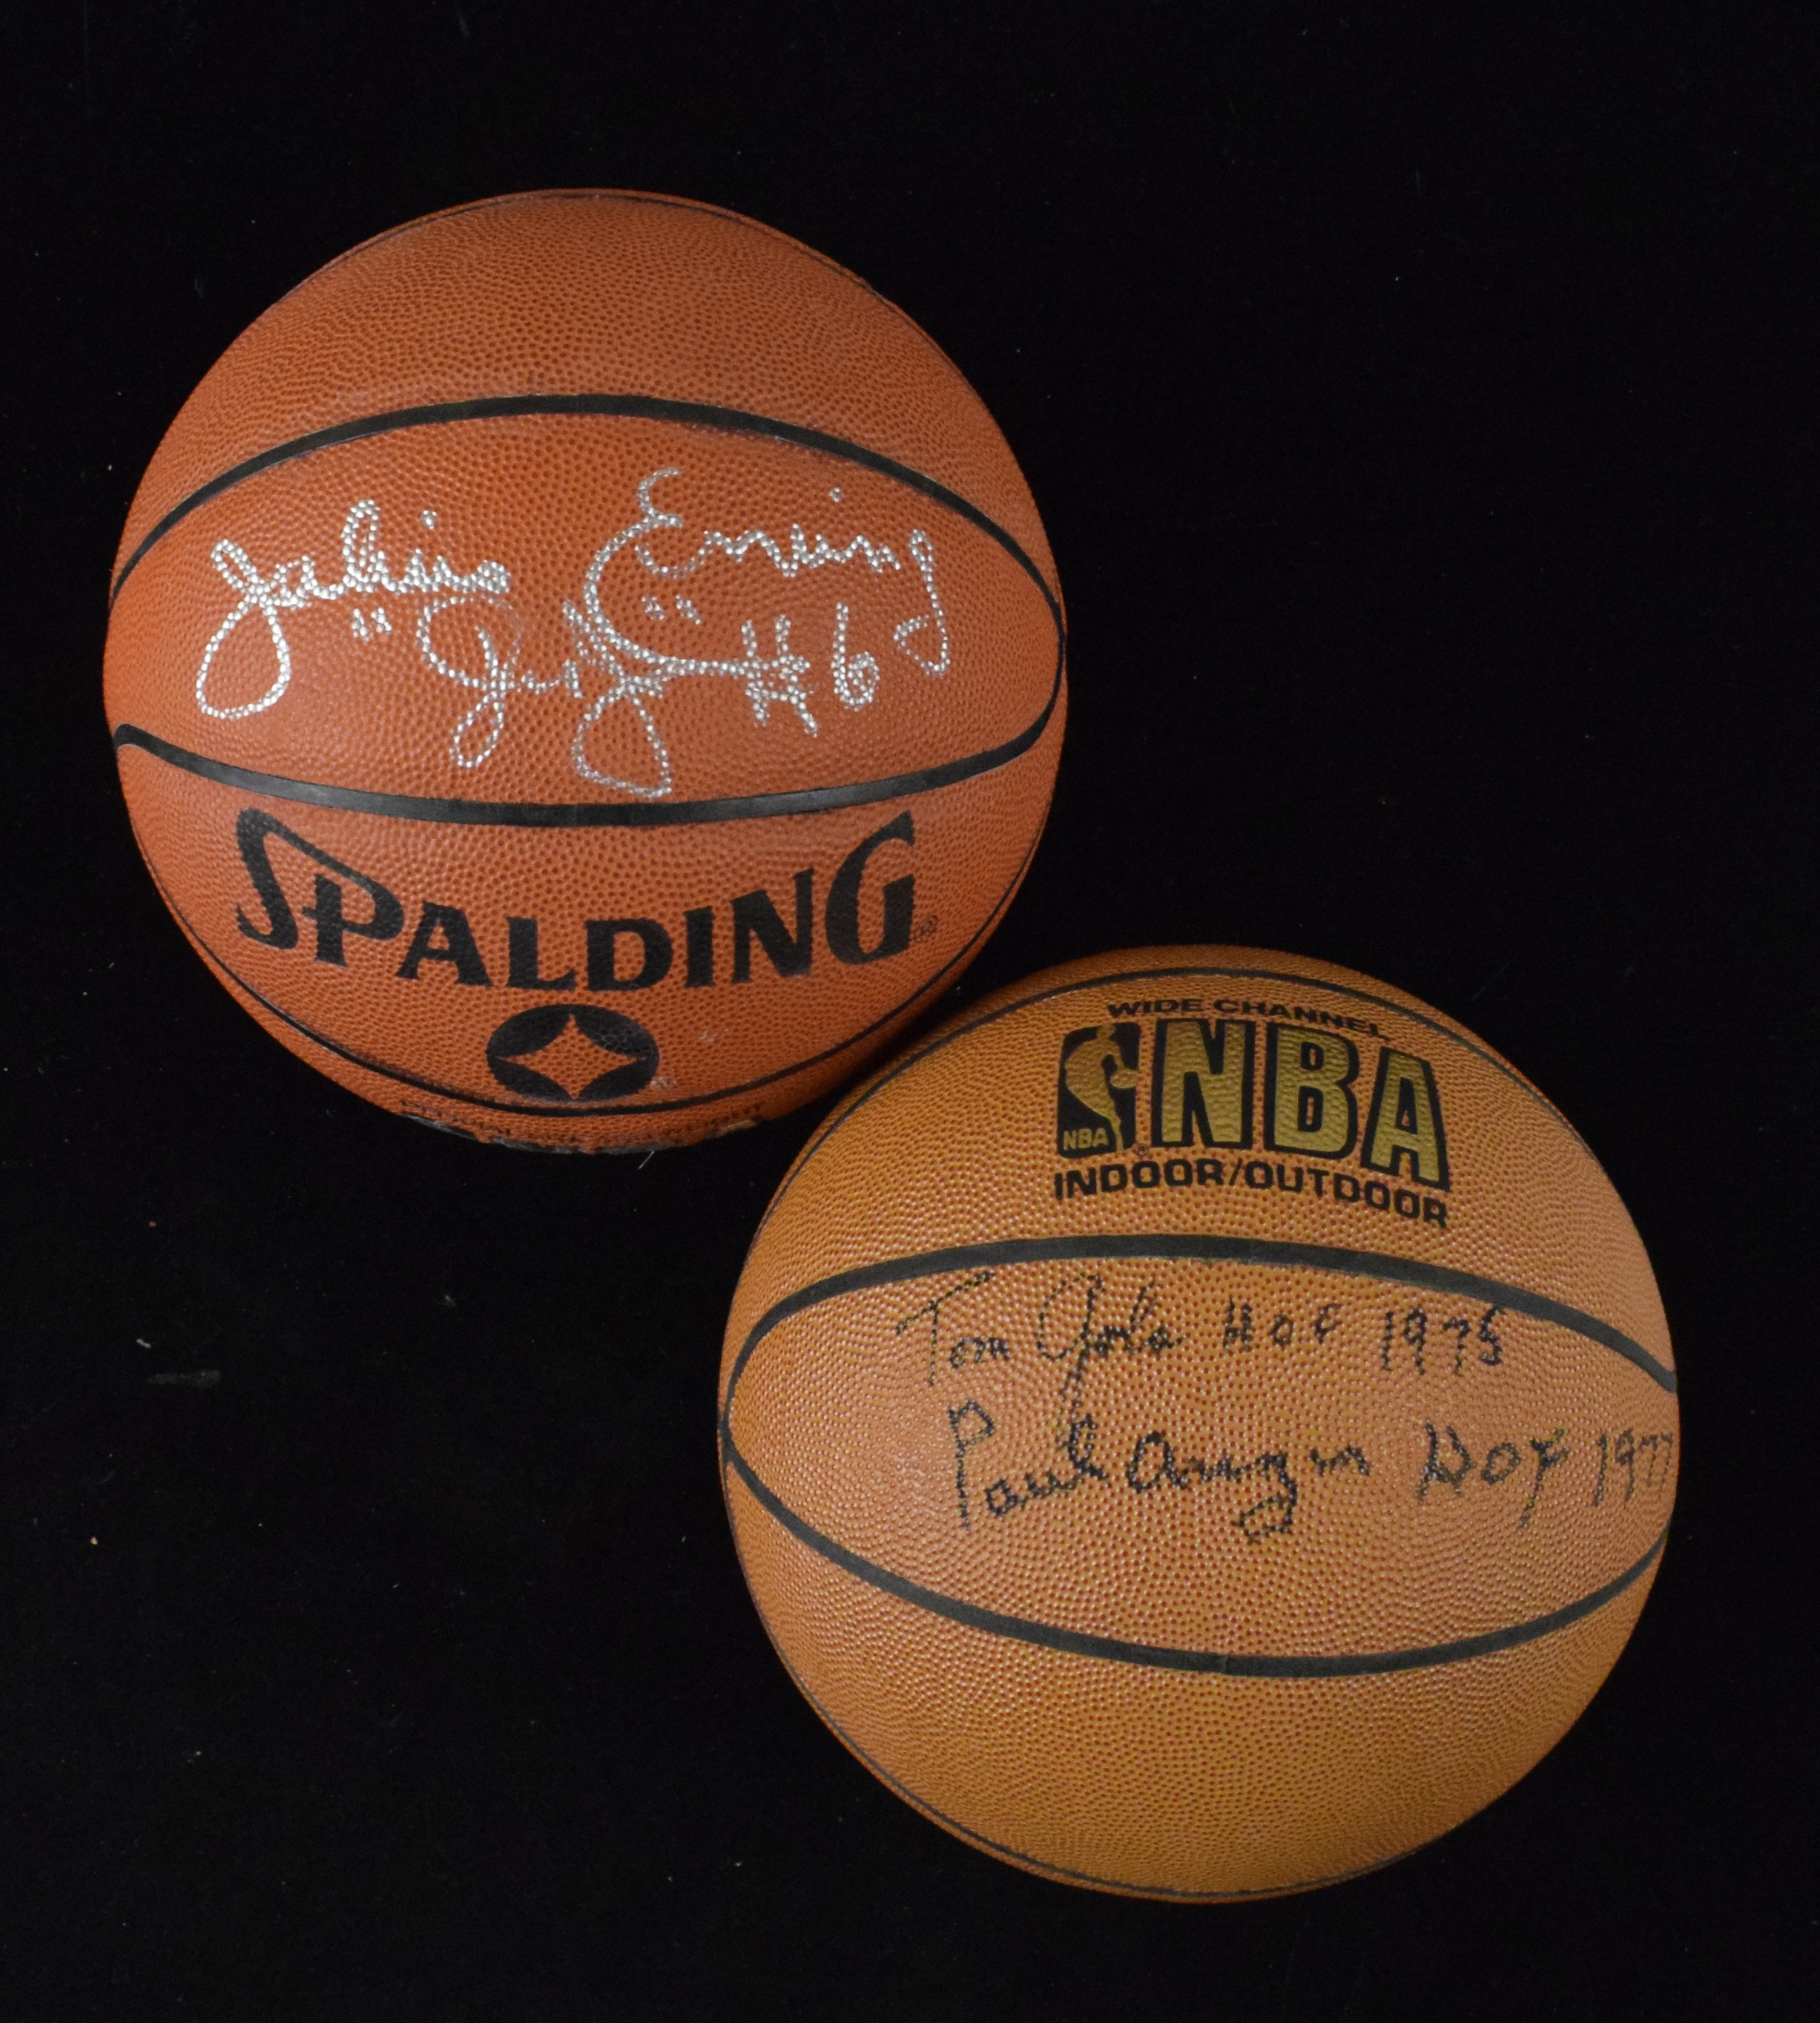 Julius Erving
"Dr. J" #6
SPALDING
WIDE CHANNEL
NBA NBA
INDOOR/OUTDOOR
Tom Gola HOF 1975
Paul Arizin HOF 1977